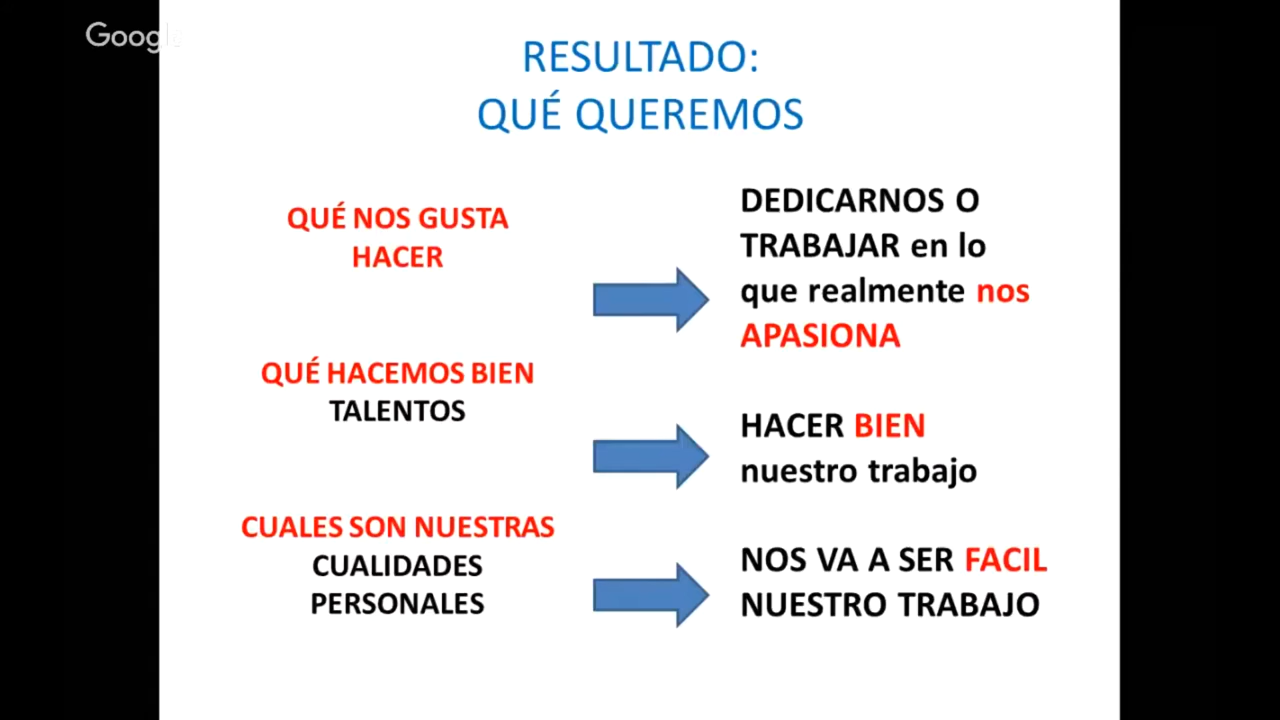 Google
RESULTADO:
QUÉ QUEREMOS
QUÉ NOS GUSTA
HACER
DEDICARNOS O
TRABAJAR en lo
que realmente nos
APASIONA
QUÉ HACEMOS BIEN
TALENTOS
HACER BIEN
nuestro trabajo
CUALES SON NUESTRAS
CUALIDADES
PERSONALES
NOS VA A SER FACIL
NUESTRO TRABAJO